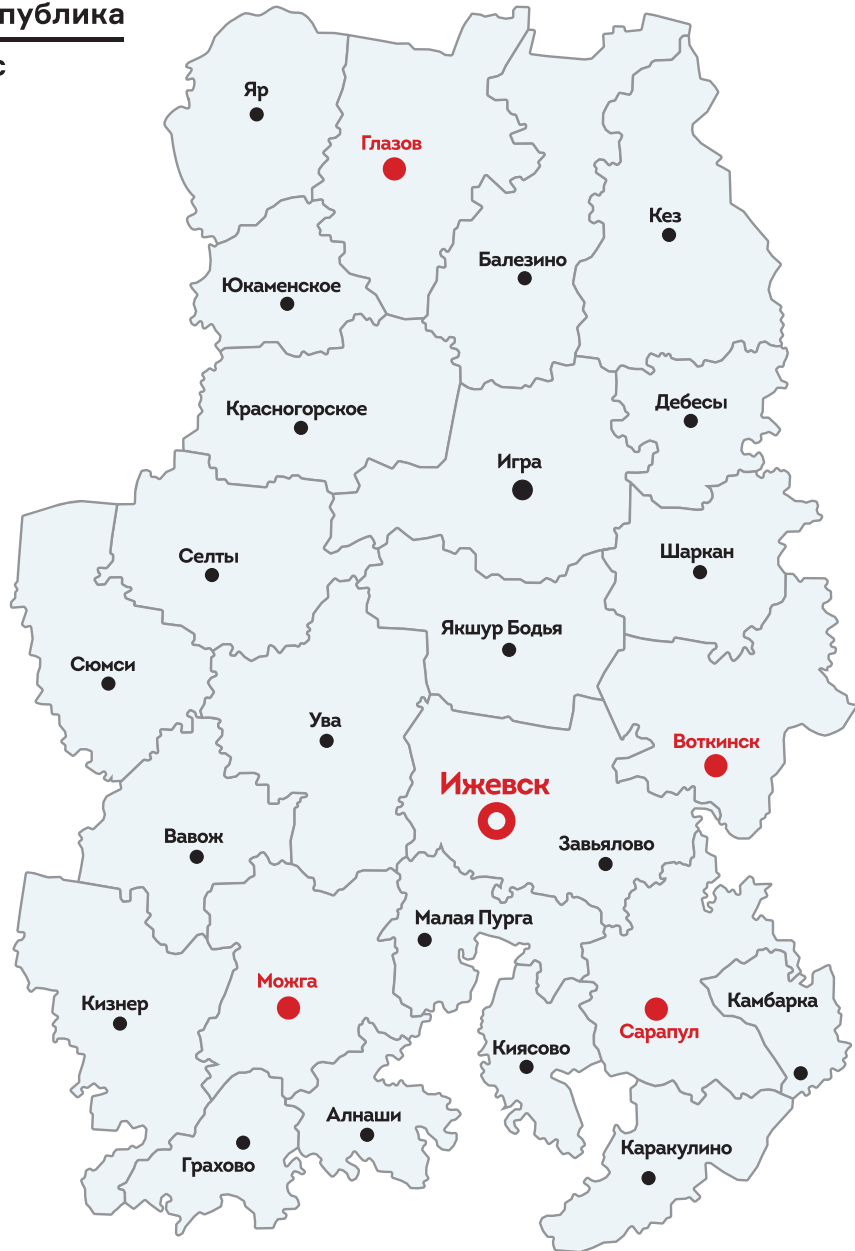 публика
с
Яр
Глазов
Кез
Балезино
Юкаменское
Красногорское
Дебесы
Игра
Селты
Шаркан
Якшур Бодья
Сюмси
Ува
Воткинск
Ижевск
Вавож
Завьялово
Малая Пурга
Можга
Кизнер
Камбарка
Сарапул
Киясово
Алнаши
Грахово
Каракулино